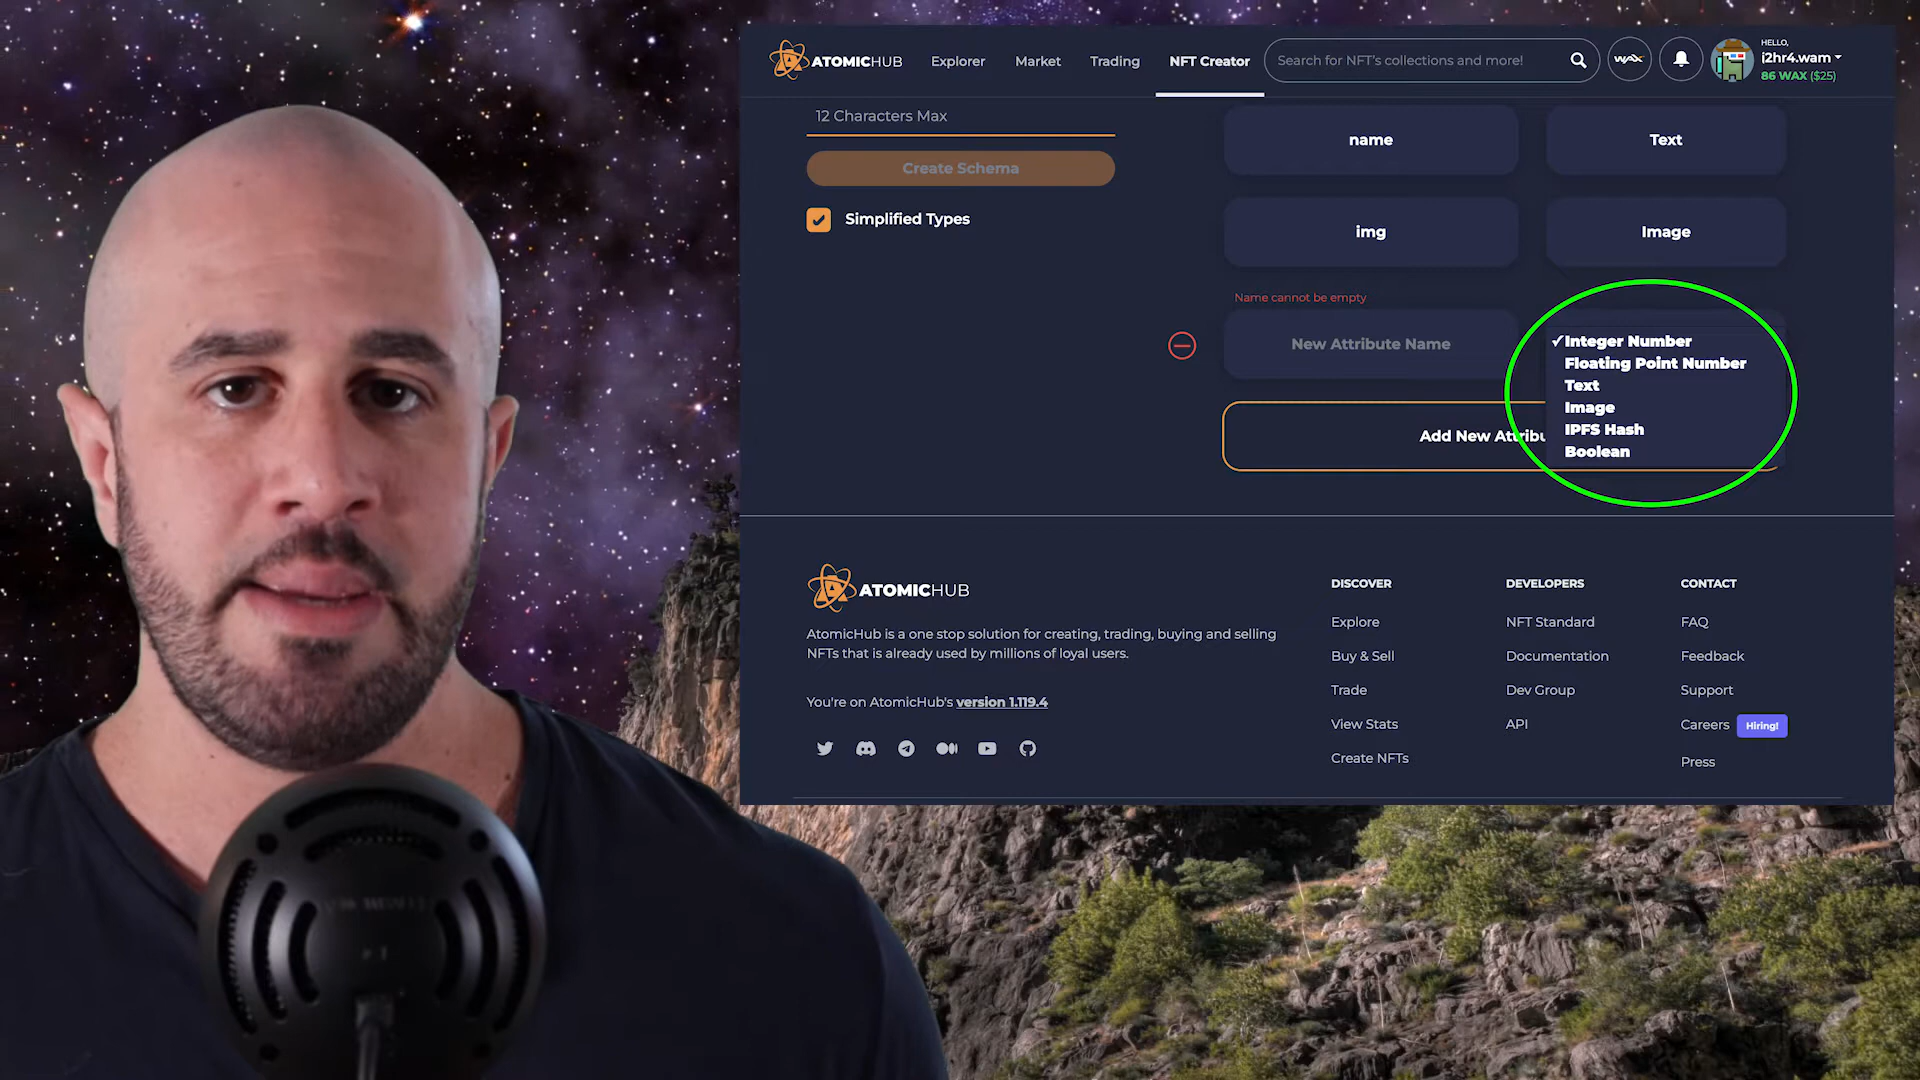 ATOMICHUB
Explorer
Market
Trading
NFT Creator
Search for NFT's collections and more!
WAX
HELLO,
i2hr4.wam
86 WAX ($25)
12 Characters Max
Create Schema
Simplified Types
name
Text
img
Image
Name cannot be empty
New Attribute Name
✓Integer Number
Floating Point Number
Text
Image
IPFS Hash
Boolean
Add New Attribu
ATOMICHUB
AtomicHub is a one stop solution for creating, trading, buying and selling
NFTs that is already used by millions of loyal users.
You're on AtomicHub's version 1.119.4
DISCOVER
Explore
Buy & Sell
Trade
View Stats
Create NFTs
DEVELOPERS
NFT Standard
Documentation
Dev Group
API
CONTACT
FAQ
Feedback
Support
Careers Hiring!
Press